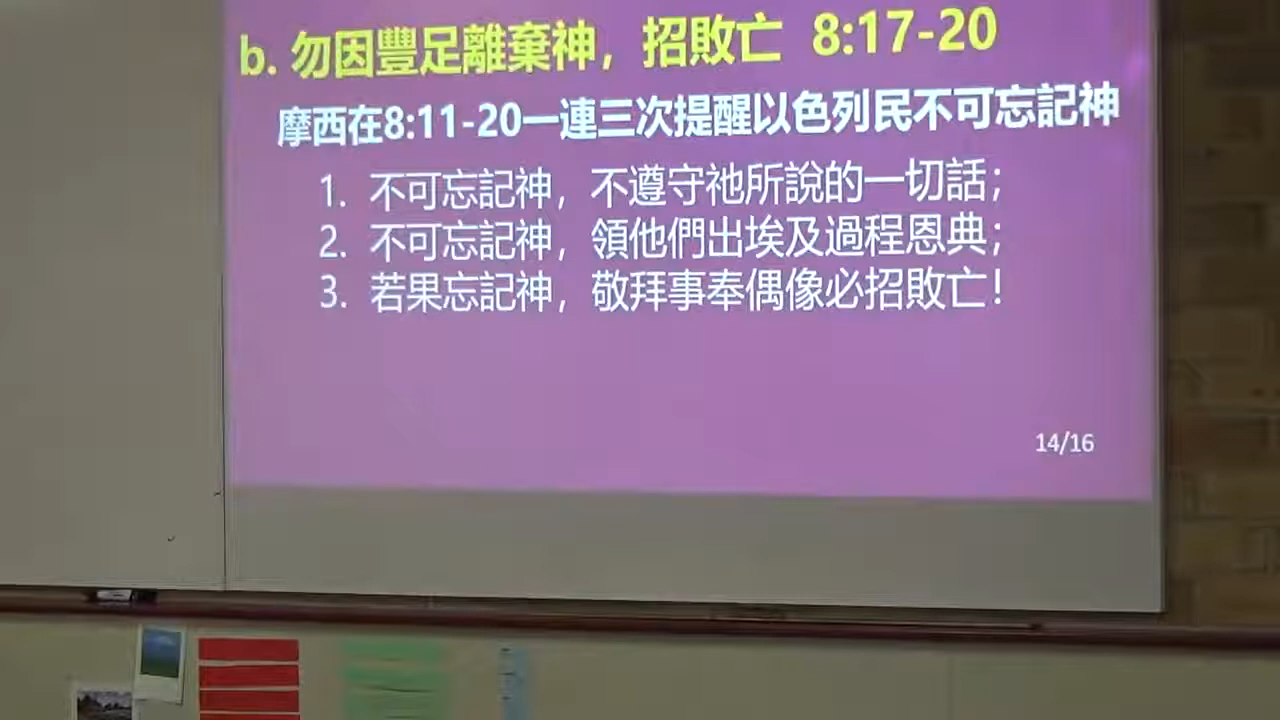 b. 勿因豐足離棄神，招敗亡 8:17-20
摩西在8:11-20一連三次提醒以色列民不可忘記神
1. 不可忘記神，不遵守祂所說的一切話；
2. 不可忘記神，領他們出埃及過程恩典；
3. 若果忘記神，敬拜事奉偶像必招敗亡！
14/16